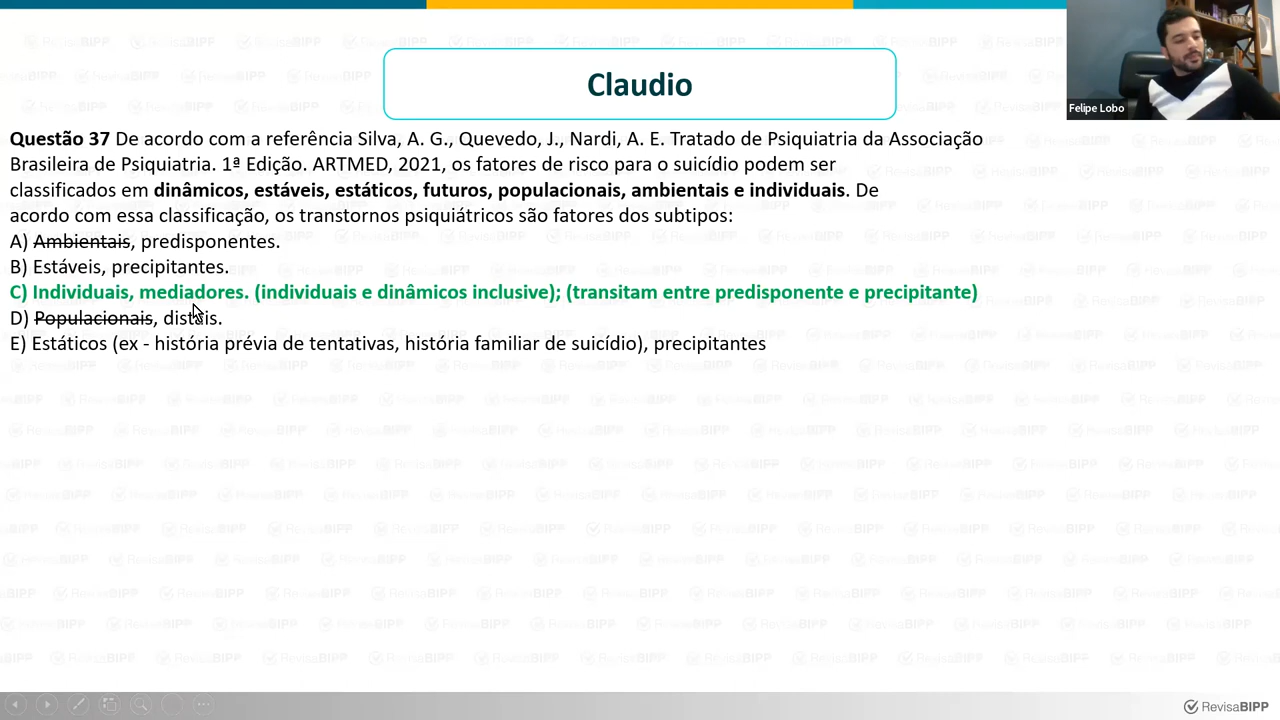 Claudio
Felipe Lobo
Questão 37 De acordo com a referência Silva, A. G., Quevedo, J., Nardi, A. E. Tratado de Psiquiatria da Associação
Brasileira de Psiquiatria. 1ª Edição. ARTMED, 2021, os fatores de risco para o suicídio podem ser
classificados em dinâmicos, estáveis, estáticos, futuros, populacionais, ambientais e individuais. De
acordo com essa classificação, os transtornos psiquiátricos são fatores dos subtipos:
A) Ambientais, predisponentes.
B) Estáveis, precipitantes.
C) Individuais, mediadores. (individuais e dinâmicos inclusive); (transitam entre predisponente e precipitante)
D) Populacionais, distais.
E) Estáticos (ex - história prévia de tentativas, história familiar de suicídio), precipitantes
RevisaBIPP